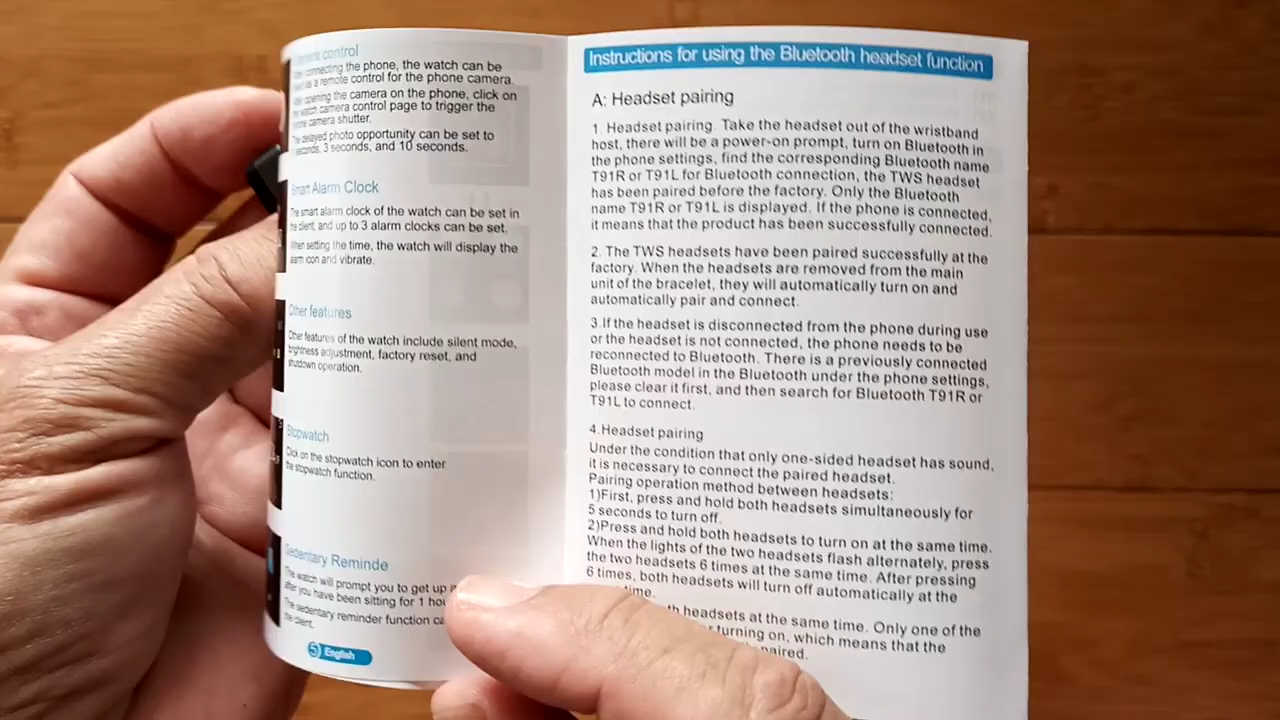 control
connecting the phone, the watch can be
as a remote control for the phone camera.
opening the camera on the phone, click on
watch camera control page to trigger the
camera shutter.
The delayed photo opportunity can be set to
seconds, 3 seconds, and 10 seconds.
Smart Alarm Clock
The smart alarm clock of the watch can be set in
the client, and up to 3 alarm clocks can be set.
When setting the time, the watch will display the
alarm icon and vibrate.
Other features
Other features of the watch include silent mode,
brightness adjustment, factory reset, and
shutdown operation.
Stopwatch
Click on the stopwatch icon to enter
the stopwatch function.
Sedentary Reminde
The watch will prompt you to get up
after you have been sitting for 1
The sedentary reminder function
the client.
5 English
Instructions for using the Bluetooth headset function
A: Headset pairing
1. Headset pairing. Take the headset out of the wristband
host, there will be a power-on prompt, turn on Bluetooth in
the phone settings, find the corresponding Bluetooth name
T91R or T91L for Bluetooth connection, the TWS headset
has been paired before the factory. Only the Bluetooth
name T91R or T91L is displayed. If the phone is connected,
it means that the product has been successfully connected.
2. The TWS headsets have been paired successfully at the
factory. When the headsets are removed from the main
unit of the bracelet, they will automatically turn on and
automatically pair and connect.
3.If the headset is disconnected from the phone during use
or the headset is not connected, the phone needs to be
reconnected to Bluetooth. There is a previously connected
Bluetooth model in the Bluetooth under the phone settings,
please clear it first, and then search for Bluetooth T91R or
T91L to connect.
4.Headset pairing
Under the condition that only one-sided headset has sound,
it is necessary to connect the paired headset.
Pairing operation method between headsets:
1)First, press and hold both headsets simultaneously for
5 seconds to turn off.
2)Press and hold both headsets to turn on at the same time.
When the lights of the two headsets flash alternately, press
the two headsets 6 times at the same time. After pressing
6 times, both headsets will turn off automatically at the
time.
headsets at the same time. Only one of the
turning on, which means that the
paired.